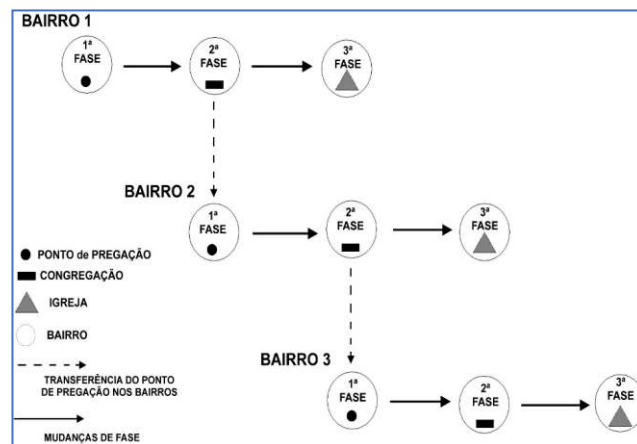 BAIRRO 1
1ª
FASE
2ª
FASE
3ª
FASE
BAIRRO 2
1ª
FASE
2ª
FASE
3ª
FASE
PONTO de PREGAÇÃO
CONGREGAÇÃO
IGREJA
BAIRRO
TRANSFERÊNCIA DO PONTO
DE PREGAÇÃO NOS BAIRROS
MUDANÇAS DE FASE
BAIRRO 3
1ª
FASE
2ª
FASE
3ª
FASE